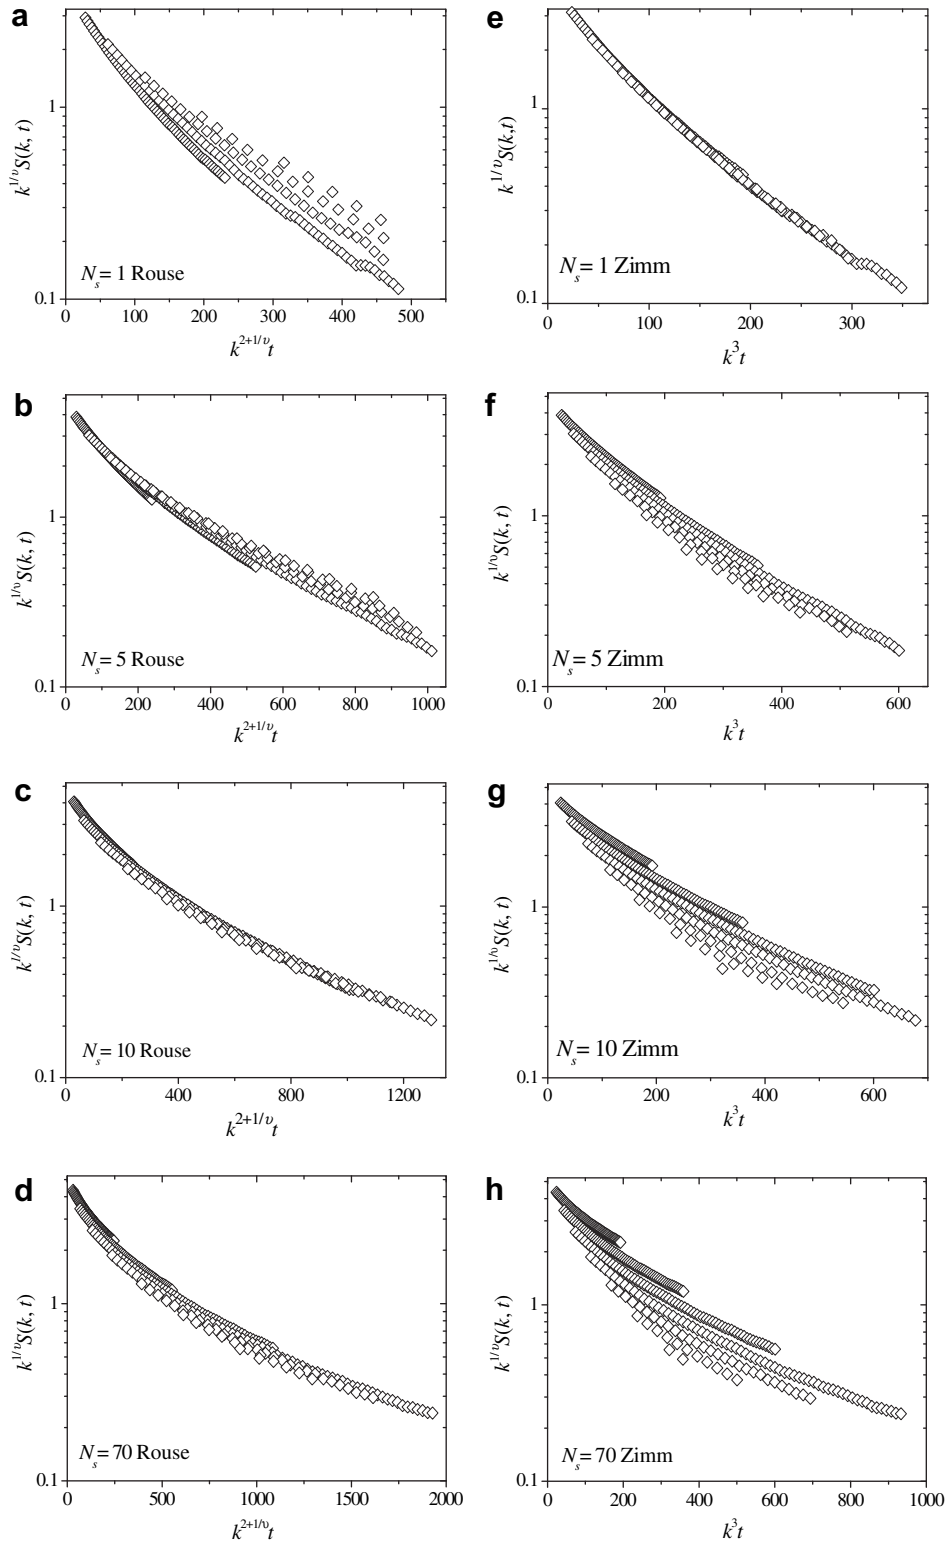 a
1
0.1
k^{1/υ}S(k, t)
N_s= 1 Rouse
0 100 200 300 400 500
k^{2+1/υ}t
e
1
0.1
k^{1/υ}S(k,t)
N_s= 1 Zimm
0 100 200 300
k^3t
b
1
0.1
k^{1/υ}S(k, t)
N_s= 5 Rouse
0 200 400 600 800 1000
k^{2+1/υ}t
f
1
0.1
k^{1/υ}S(k, t)
N_s= 5 Zimm
0 200 400 600
k^3t
c
1
0.1
k^{1/υ}S(k, t)
N_s= 10 Rouse
0 400 800 1200
k^{2+1/υ}t
g
1
0.1
k^{1/υ}S(k, t)
N_s= 10 Zimm
0 200 400 600
k^3t
d
1
0.1
k^{1/υ}S(k, t)
N_s= 70 Rouse
0 500 1000 1500 2000
k^{2+1/υ}t
h
1
0.1
k^{1/υ}S(k, t)
N_s= 70 Zimm
0 200 400 600 800 1000
k^3t